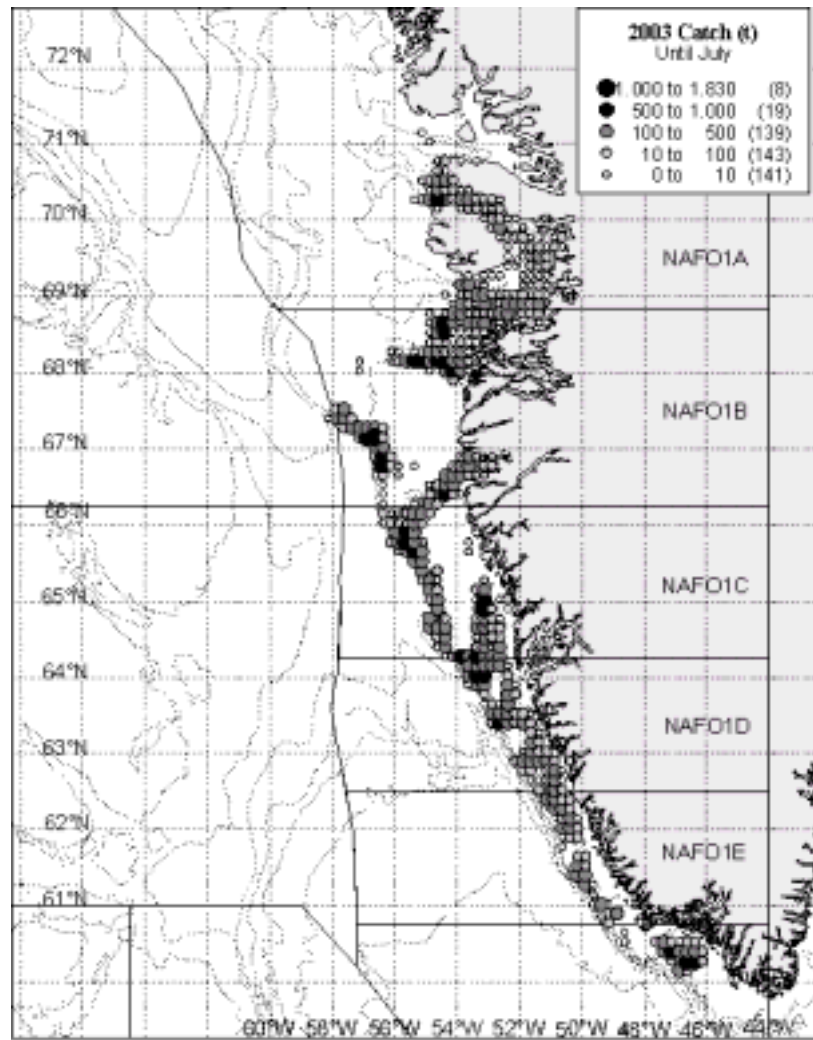 2003 Catch (t)
Until July
1.000 to 1.830 (8)
500 to 1.000 (19)
100 to 500 (139)
10 to 100 (143)
0 to 10 (141)
72°N
71°N
70°N
69°N
68°N
67°N
66°N
65°N
64°N
63°N
62°N
61°N
NAFO1A
NAFO1B
NAFO1C
NAFO1D
NAFO1E
60°W 58°W 56°W 54°W 52°W 50°W 48°W 46°W 44°W